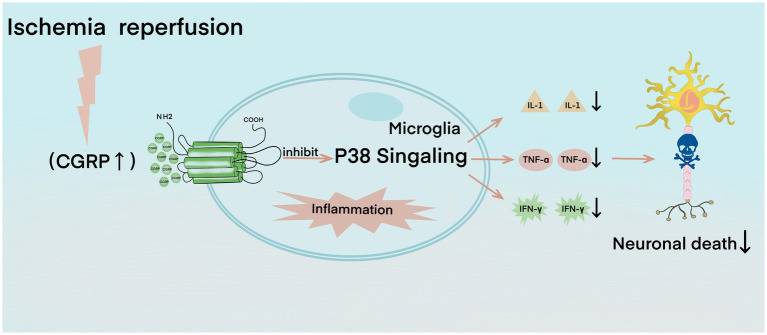 Ischemia reperfusion
(CGRP↑)
NH2
COOH
inhibit
Microglia
P38 Singaling
Inflammation
IL-1 IL-1 ↓
TNF-α TNF-α ↓
IFN-γ IFN-γ ↓
Neuronal death↓